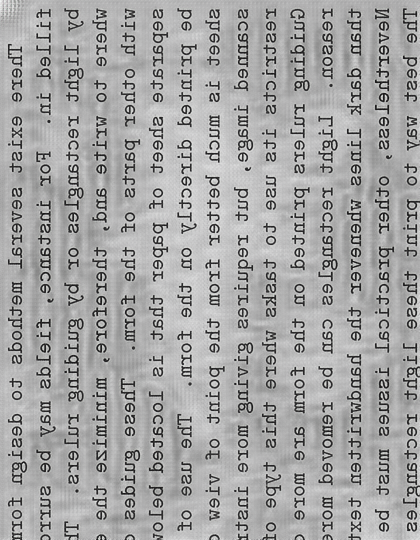 There exist several methods to design form
filled in. For instance, fields may be surro
by light rectangles or by guiding rulers. T
where to write and, therefore, minimize the e
with other parts of the form. These guides c
separate sheet of paper that is located below
be printed directly on the form. The use of
sheet is much better from the point of view o
scanned image, but requires giving more instr
restricts its use to tasks where this type o
Guiding rulers printed on the form are more c
reason. Light rectangles can be removed more
than dark lines whenever the handwritten text
Nevertheless, other practical issues must be
The best way to print these light rectangles